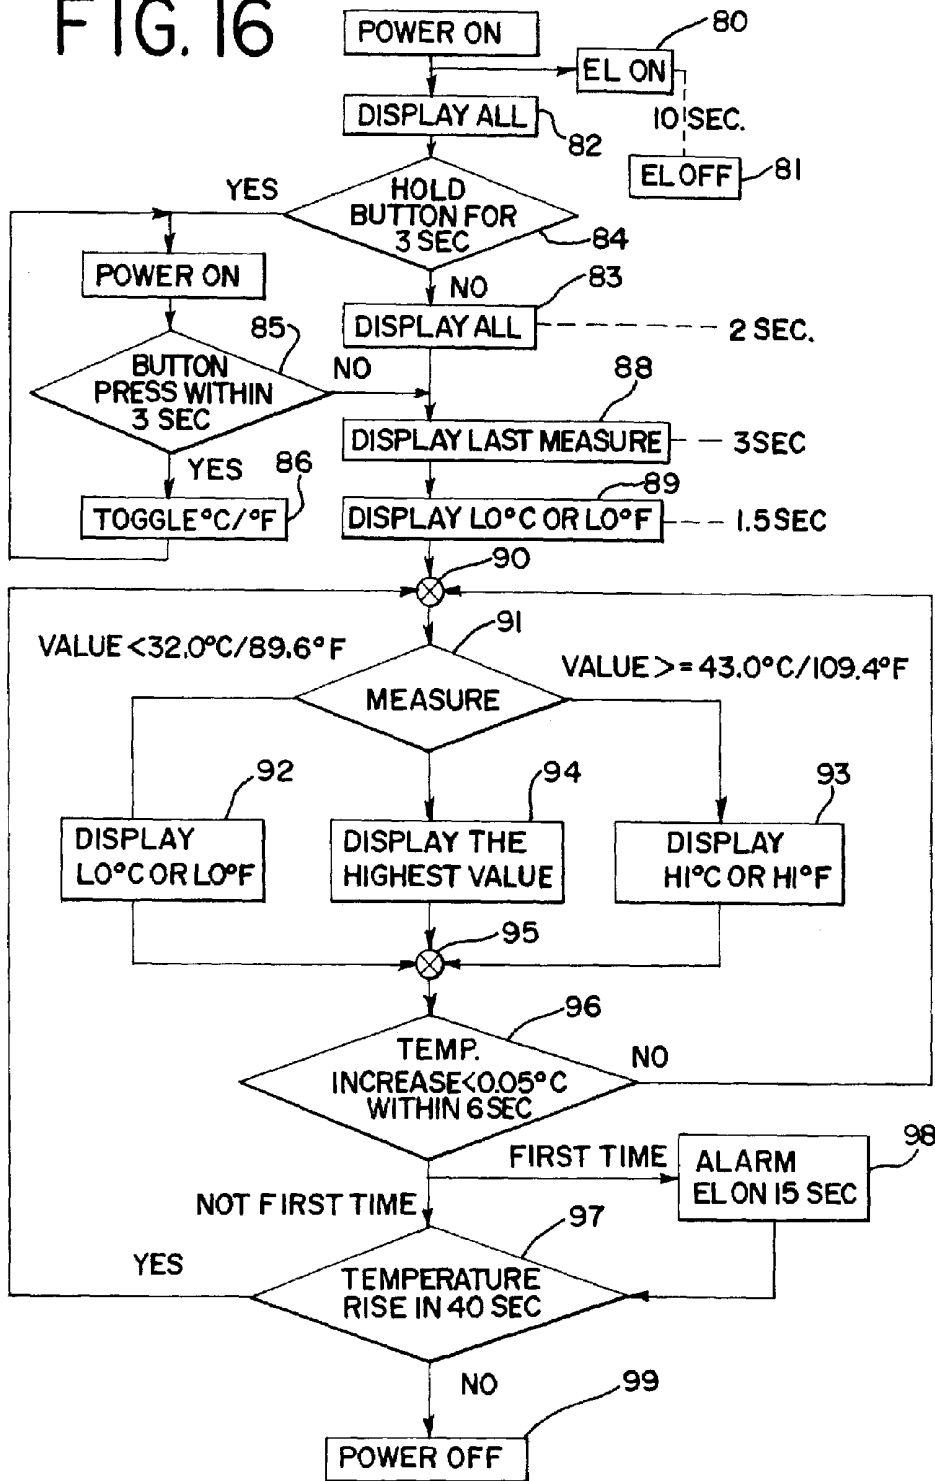 FIG. 16
POWER ON
80
EL ON
DISPLAY ALL
82
10 SEC.
EL OFF
81
YES
HOLD
BUTTON FOR
3 SEC
84
POWER ON
NO
83
DISPLAY ALL
2 SEC.
85
BUTTON
PRESS WITHIN
3 SEC
NO
88
DISPLAY LAST MEASURE
3SEC
YES
86
89
TOGGLE°C/°F
DISPLAY LO°C OR LO°F
1.5 SEC
90
91
VALUE <32.0°C/89.6°F
VALUE >= 43.0°C/109.4°F
MEASURE
92
94
93
DISPLAY
LO°C OR LO°F
DISPLAY THE
HIGHEST VALUE
DISPLAY
HI°C OR HI°F
95
96
TEMP.
INCREASE<0.05°C
WITHIN 6SEC
NO
FIRST TIME
98
ALARM
EL ON 15 SEC
NOT FIRST TIME
97
YES
TEMPERATURE
RISE IN 40 SEC
NO
99
POWER OFF